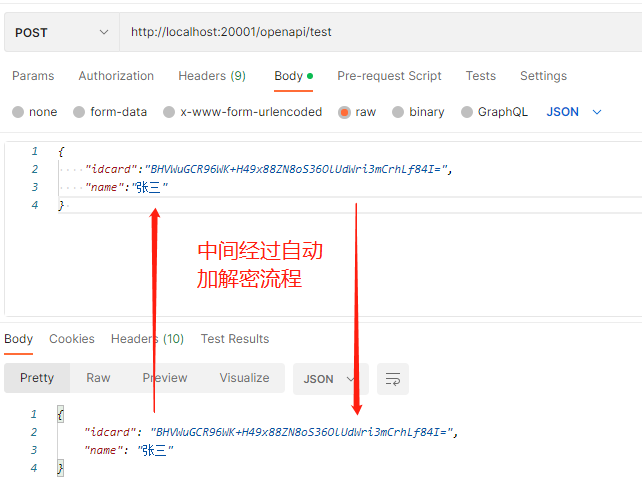 POST http://localhost:20001/openapi/test
Params Authorization Headers (9) Body Pre-request Script Tests Settings
none form-data x-www-form-urlencoded raw binary GraphQL JSON
1 {
2 "idcard":"BHVWuGCR96WK+H49x88ZN8oS36OlUdWri3mCrhLf84I=",
3 "name":"张三"
4 }
中间经过自动
加解密流程
Body Cookies Headers (10) Test Results
Pretty Raw Preview Visualize JSON
1 {
2 "idcard": "BHVWuGCR96WK+H49x88ZN8oS36OlUdWri3mCrhLf84I=",
3 "name": "张三"
4 }